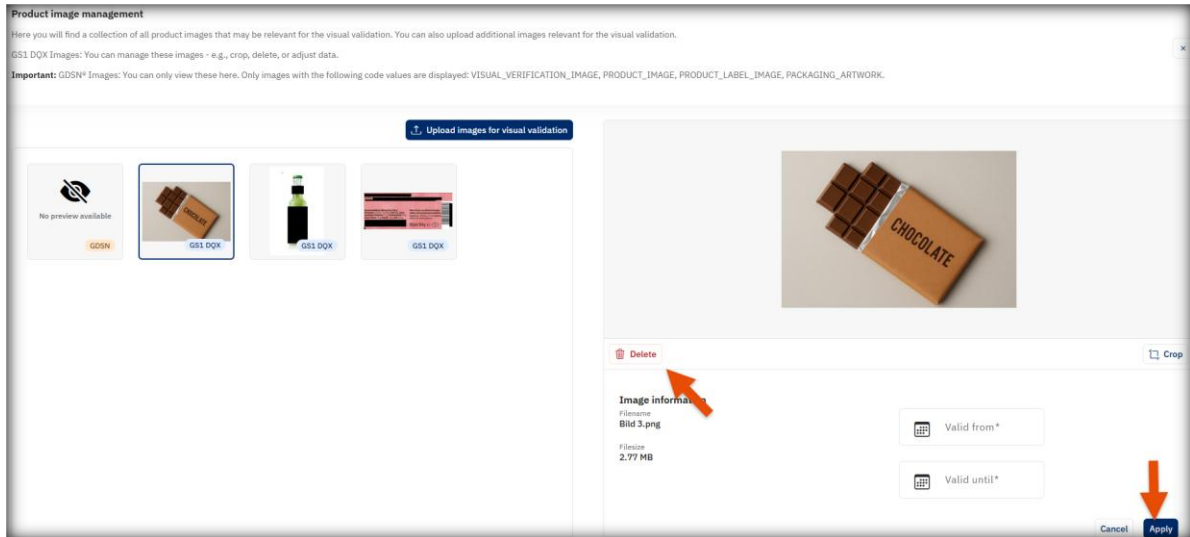 Product image management
Here you will find a collection of all product images that may be relevant for the visual validation. You can also upload additional images relevant for the visual validation.
GS1 DQX Images: You can manage these images - e.g., crop, delete, or adjust data.
Important: GDSN® Images: You can only view these here. Only images with the following code values are displayed: VISUAL_VERIFICATION_IMAGE, PRODUCT_IMAGE, PRODUCT_LABEL_IMAGE, PACKAGING_ARTWORK.
Upload images for visual validation
No preview available
GDSN
CHOCOLATE
GS1 DQX
GS1 DQX
GS1 DQX
CHOCOLATE
Delete
Crop
Image information
Filename
Bild 3.png
Filesize
2.77 MB
Valid from*
Valid until*
Cancel
Apply